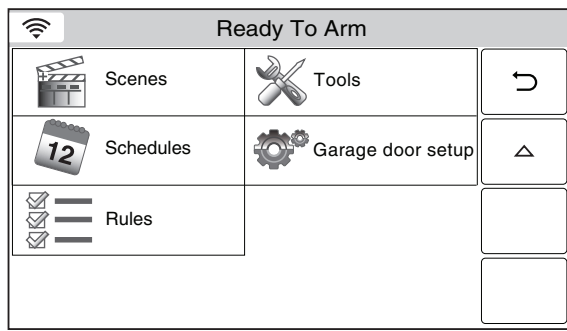 Ready To Arm
Scenes
Tools
12
Schedules
Garage door setup
Rules